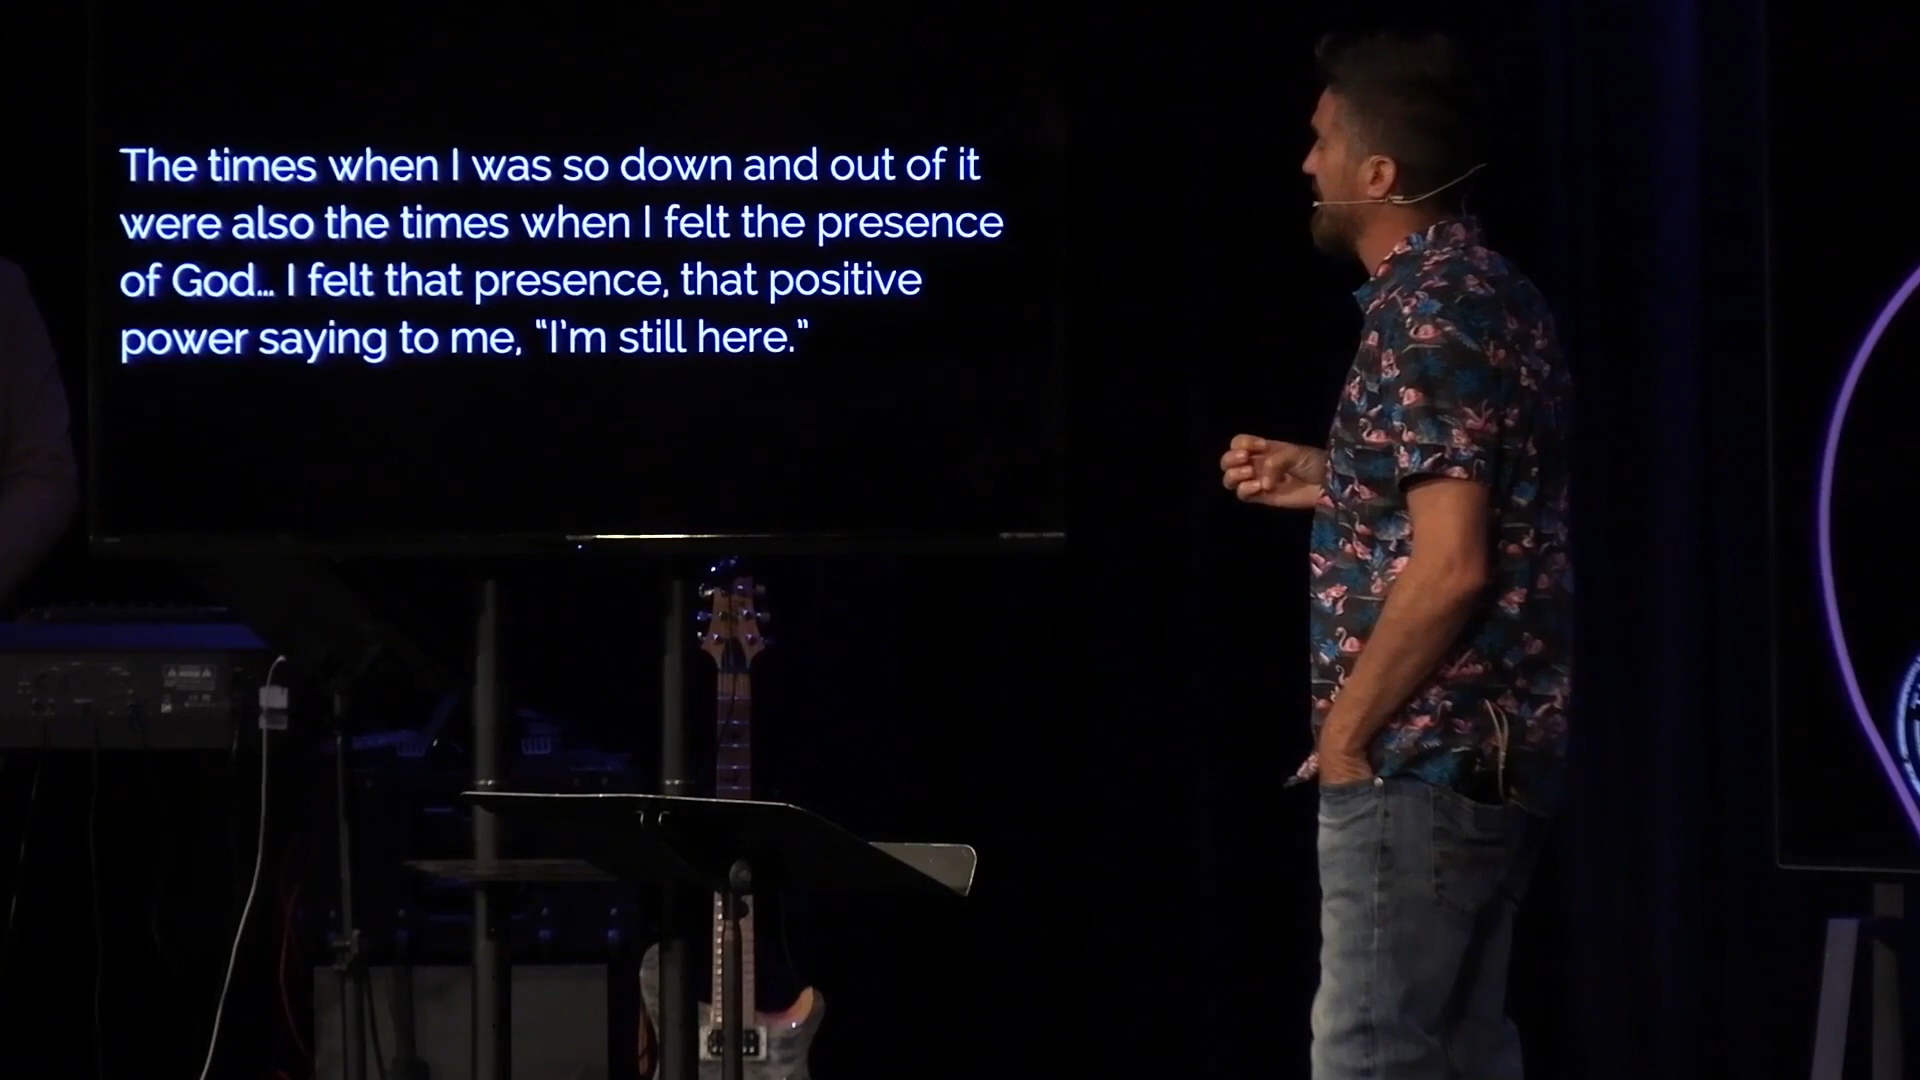 The times when I was so down and out of it
were also the times when I felt the presence
of God... I felt that presence, that positive
power saying to me, “I’m still here.”